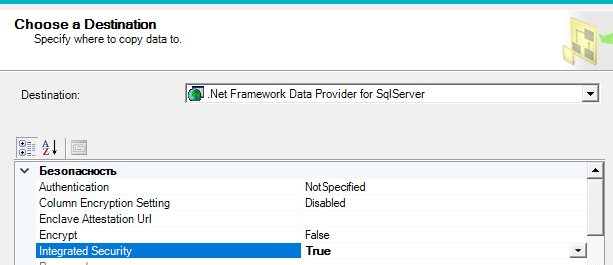 Choose a Destination
Specify where to copy data to.
Destination:
.Net Framework Data Provider for SqlServer
Безопасность
Authentication NotSpecified
Column Encryption Setting Disabled
Enclave Attestation Url
Encrypt False
Integrated Security True